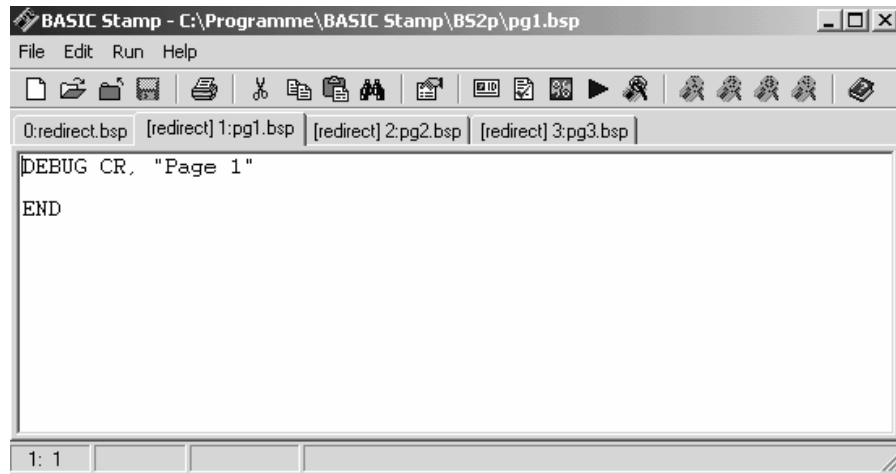 BASIC Stamp - C:\Programme\BASIC Stamp\BS2p\pg1.bsp
File Edit Run Help
0:redirect.bsp [redirect] 1:pg1.bsp [redirect] 2:pg2.bsp [redirect] 3:pg3.bsp
DEBUG CR, "Page 1"
END
1: 1